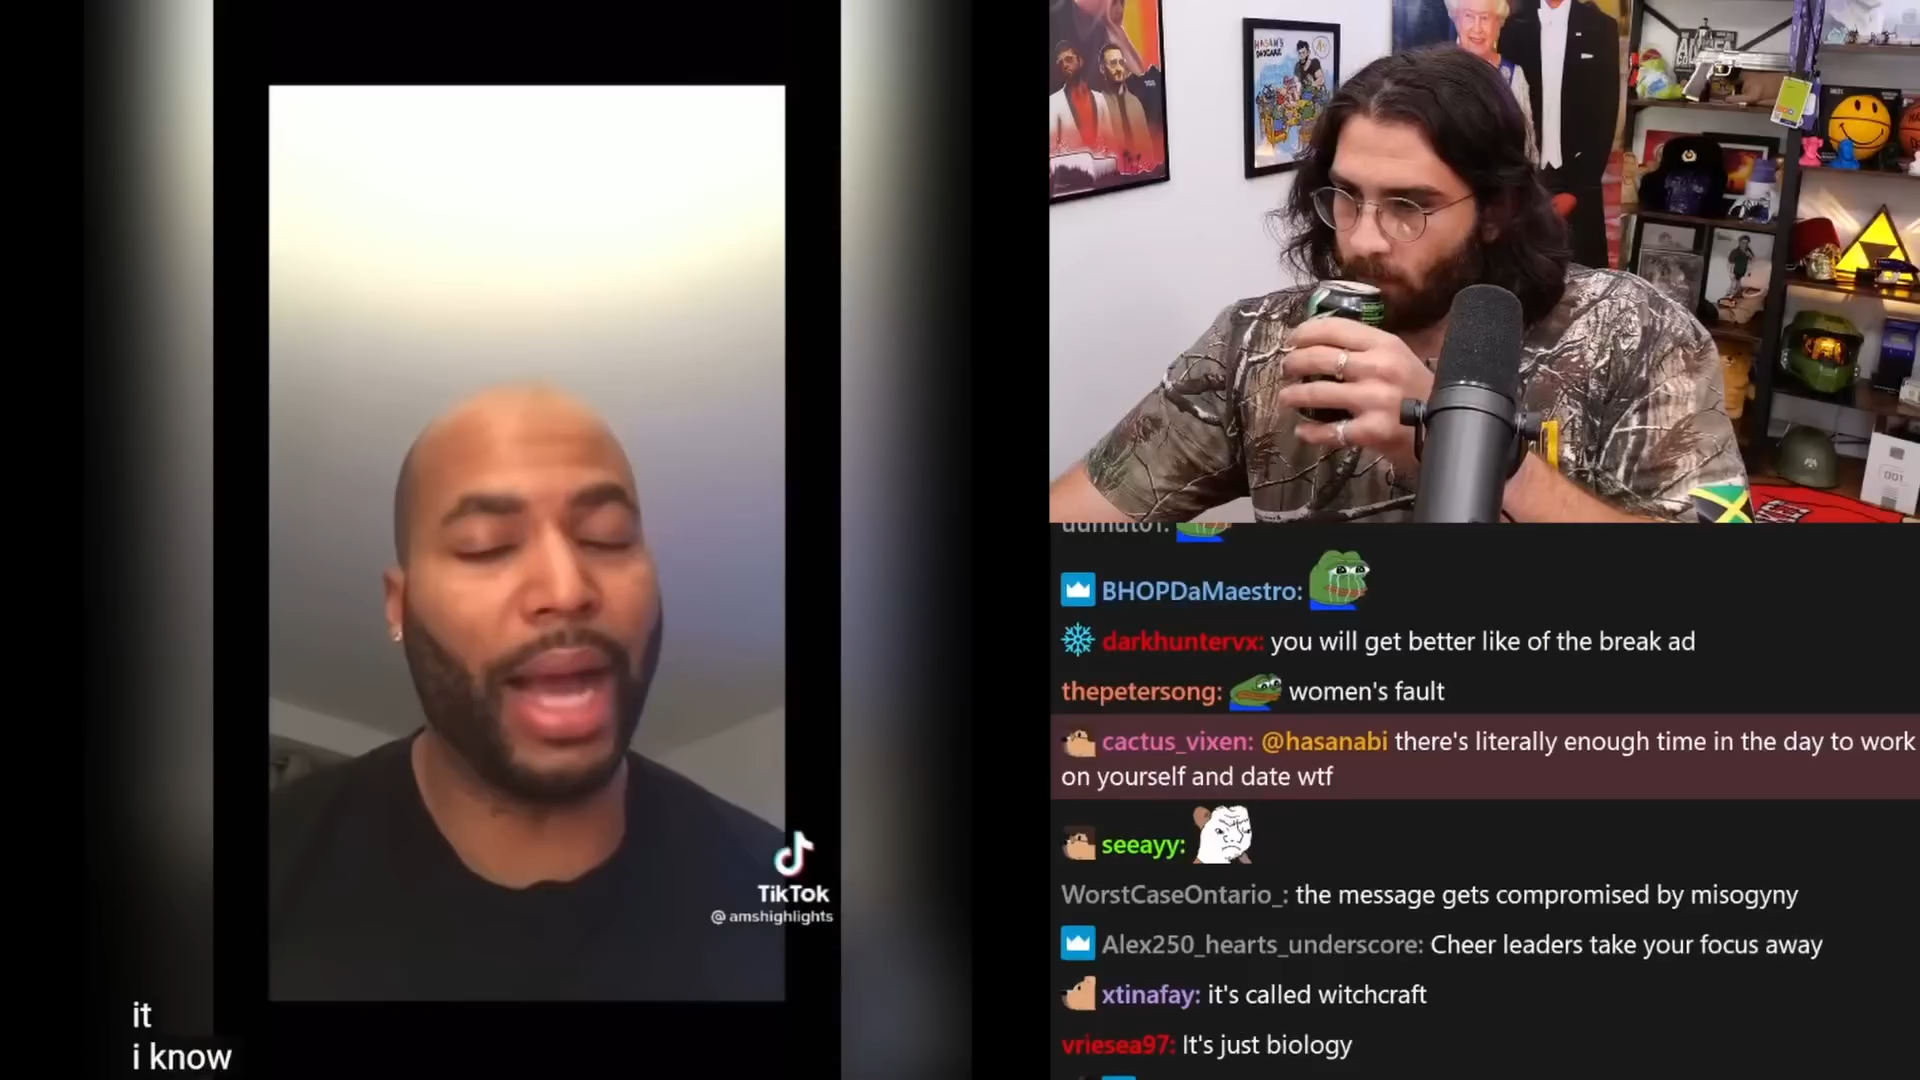 HASAN'S
TikTok
@amshighlights
it
i know
BHOPDaMaestro:
darkhuntervx: you will get better like of the break ad
thepetersong: women's fault
cactus_vixen: @hasanabi there's literally enough time in the day to work
on yourself and date wtf
seeayy:
WorstCaseOntario_: the message gets compromised by misogyny
Alex250_hearts_underscore: Cheer leaders take your focus away
xtinafay: it's called witchcraft
vriesea97: It's just biology
001